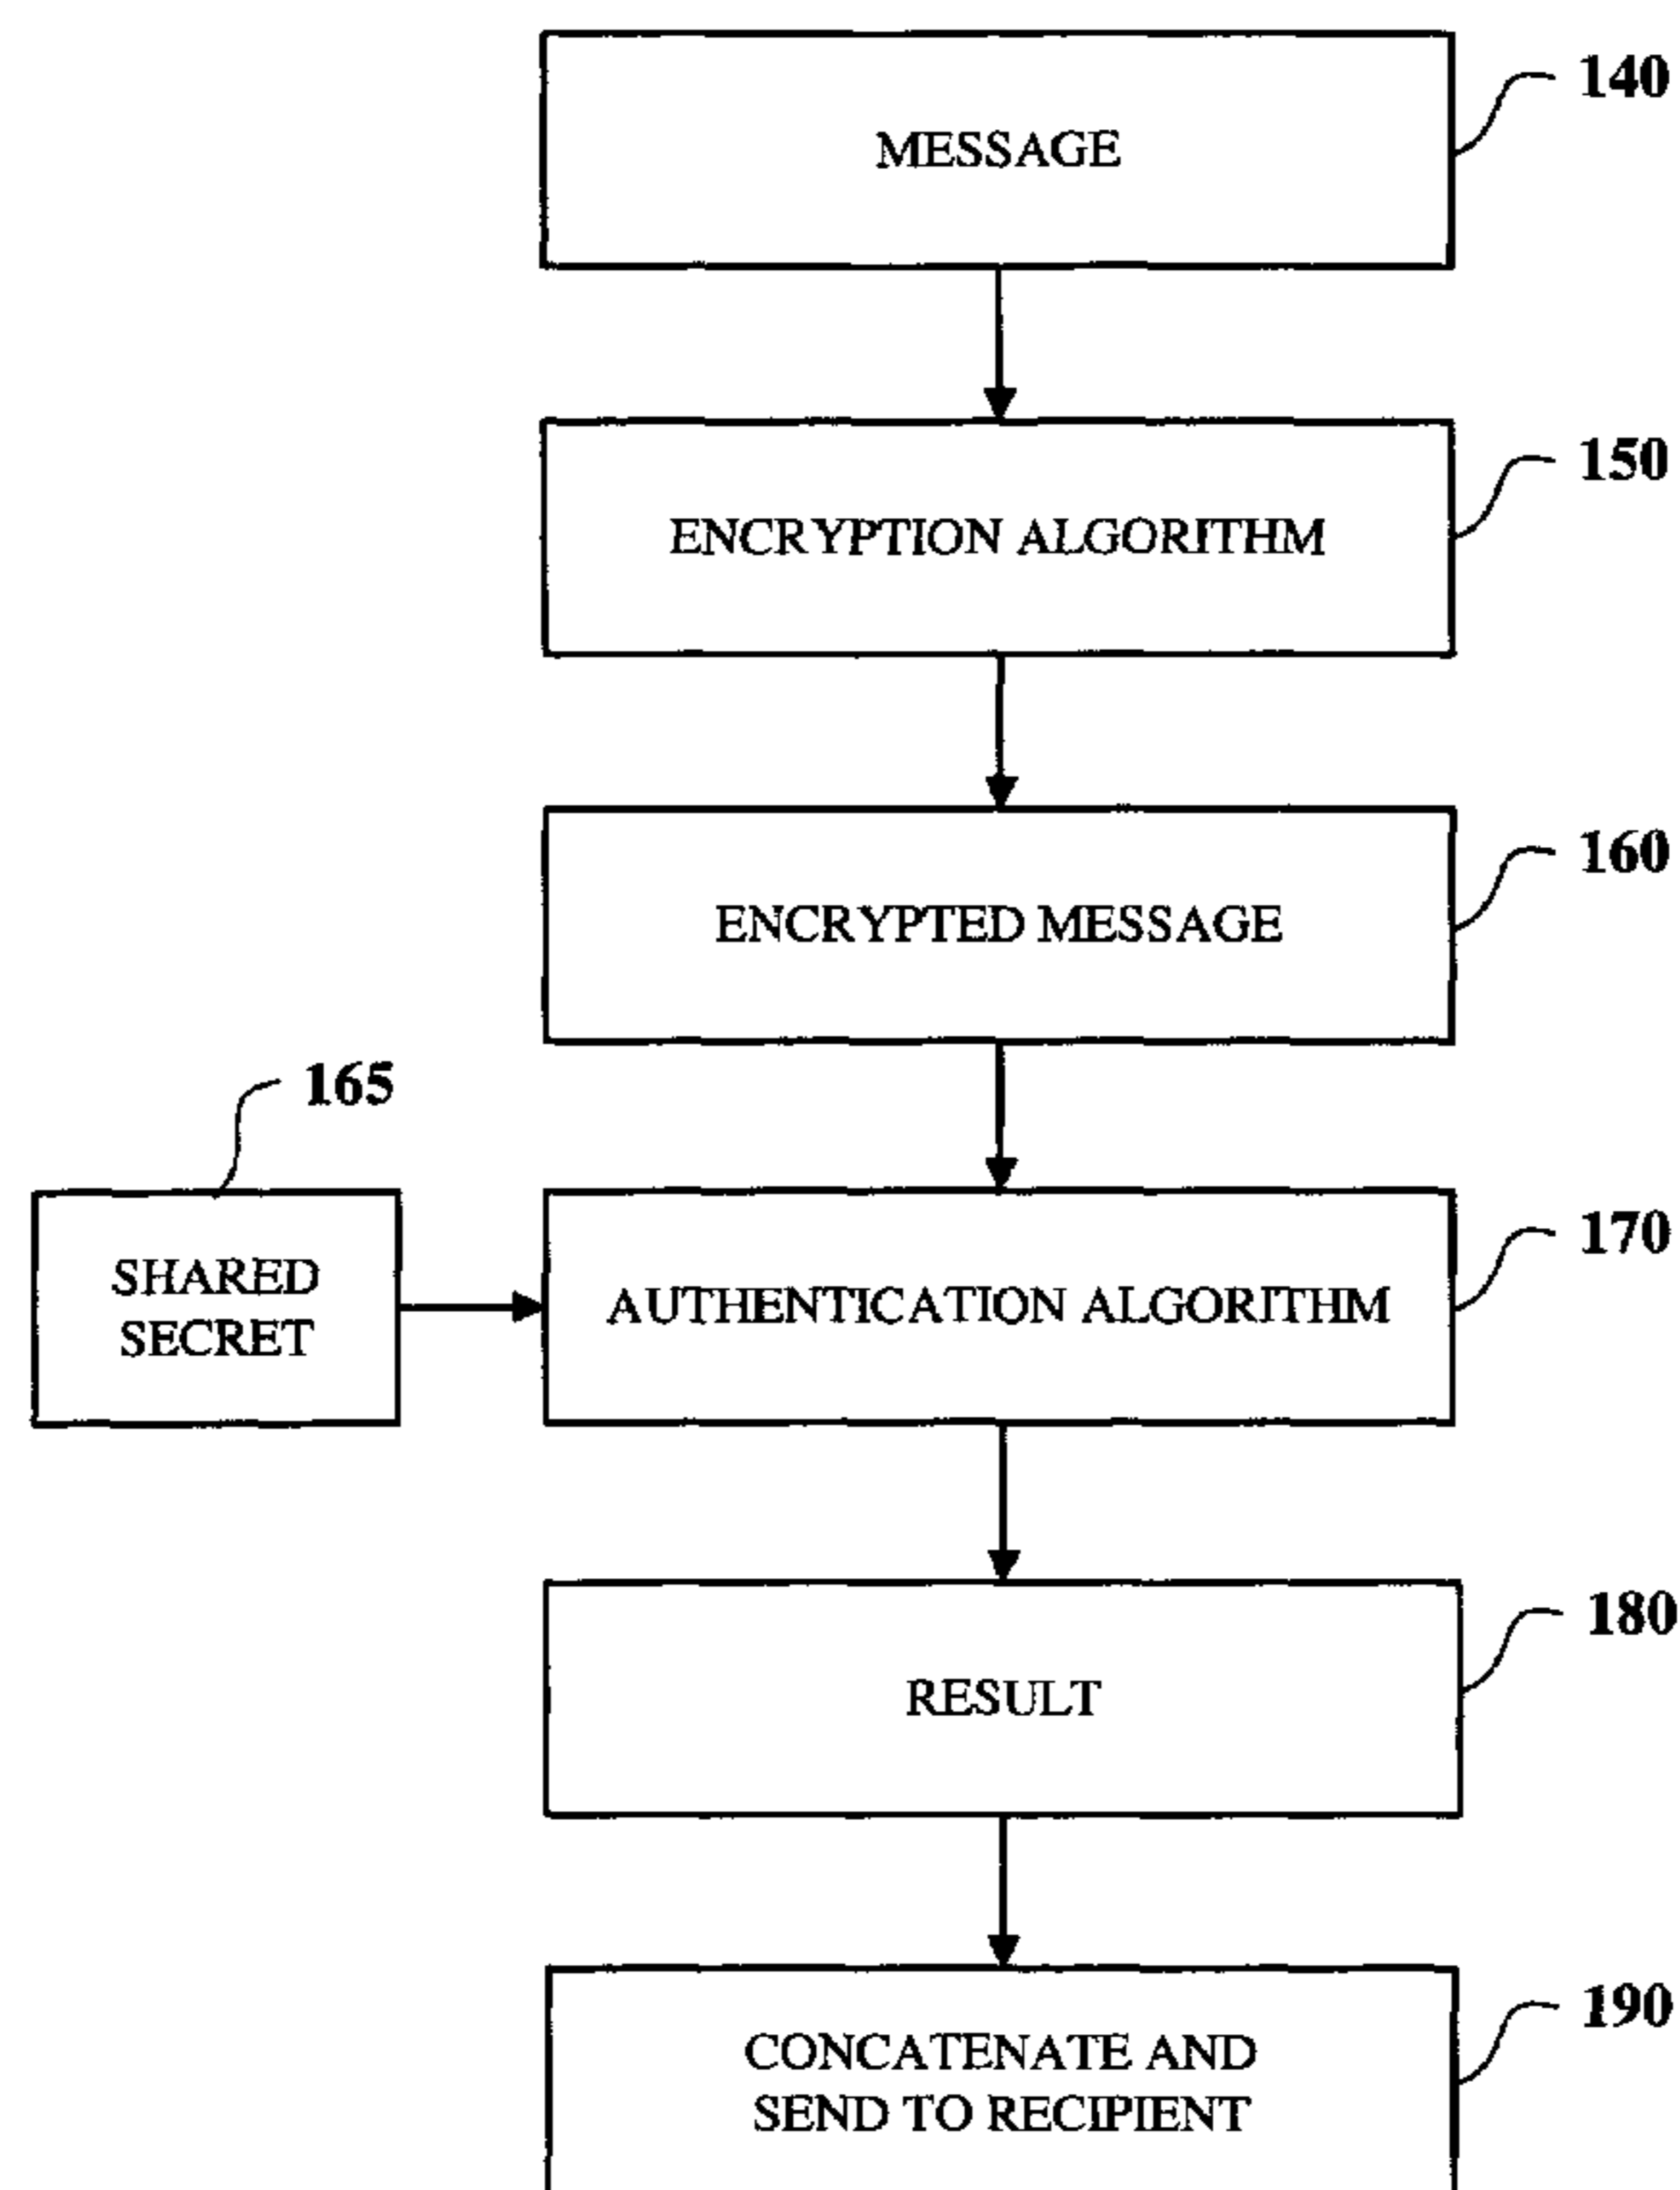 140
MESSAGE
150
ENCRYPTION ALGORITHM
160
ENCRYPTED MESSAGE
165
SHARED
SECRET
170
AUTHENTICATION ALGORITHM
180
RESULT
190
CONCATENATE AND
SEND TO RECIPIENT